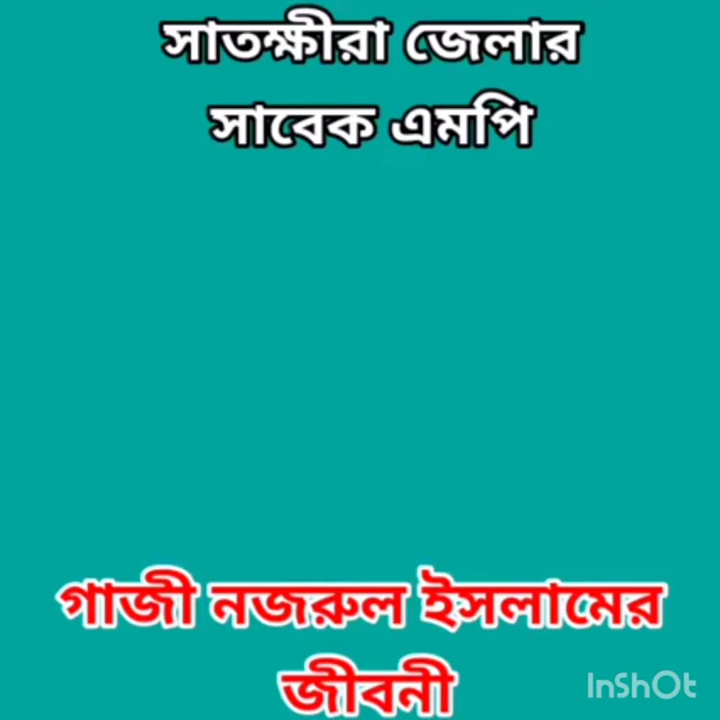 সাতক্ষীরা জেলার
সাবেক এমপি
গাজী নজরুল ইসলামের
জীবনী
InShOt